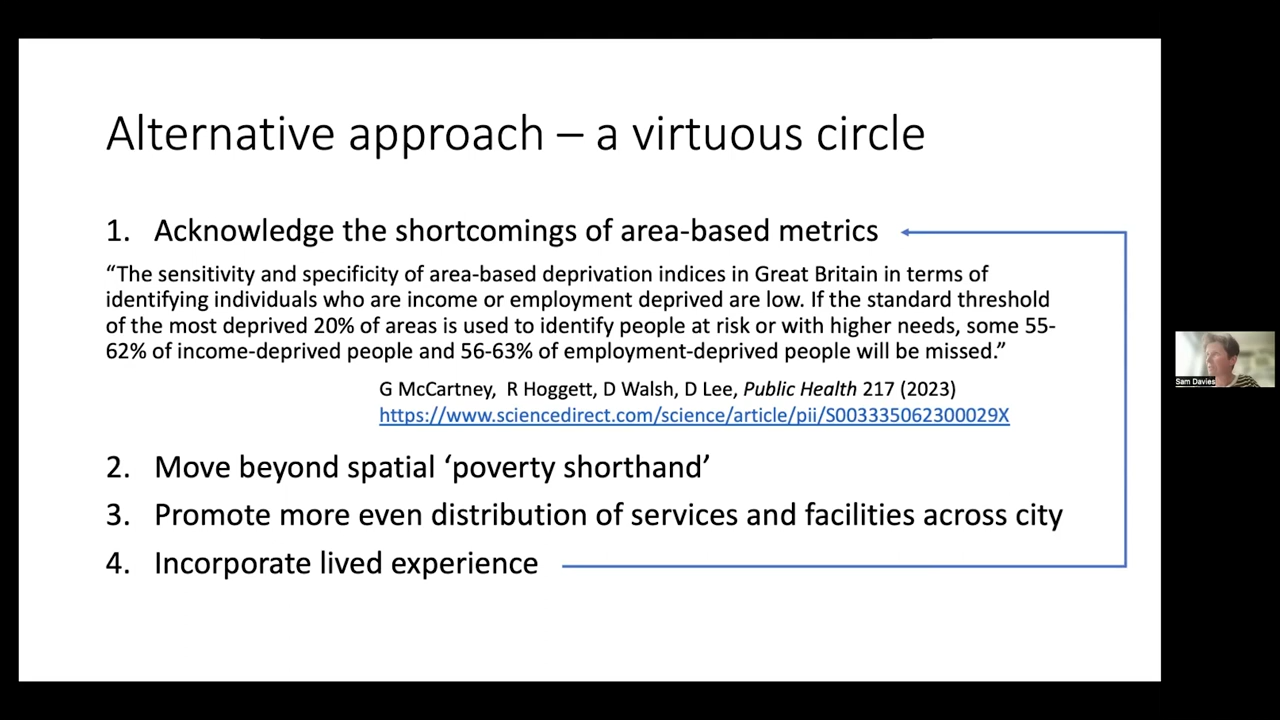 Alternative approach – a virtuous circle
1. Acknowledge the shortcomings of area-based metrics
“The sensitivity and specificity of area-based deprivation indices in Great Britain in terms of
identifying individuals who are income or employment deprived are low. If the standard threshold
of the most deprived 20% of areas is used to identify people at risk or with higher needs, some 55-
62% of income-deprived people and 56-63% of employment-deprived people will be missed.”
G McCartney, R Hoggett, D Walsh, D Lee, Public Health 217 (2023)
https://www.sciencedirect.com/science/article/pii/S003335062300029X
2. Move beyond spatial ‘poverty shorthand’
3. Promote more even distribution of services and facilities across city
4. Incorporate lived experience
Sam Davies